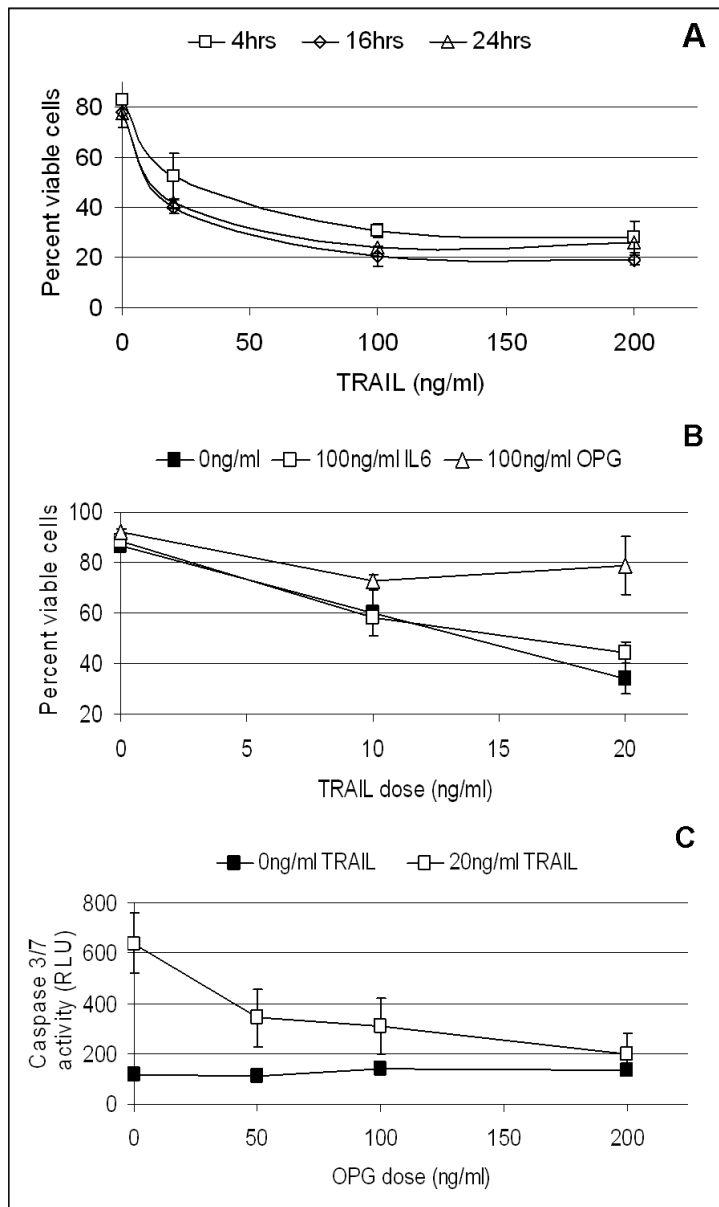 A
4hrs 16hrs 24hrs
Percent viable cells
80
60
40
20
0
0 50 100 150 200
TRAIL (ng/ml)
B
0ng/ml 100ng/ml IL6 100ng/ml OPG
Percent viable cells
100
80
60
40
20
0 5 10 15 20
TRAIL dose (ng/ml)
C
0ng/ml TRAIL 20ng/ml TRAIL
Caspase 3/7
activity (RLU)
800
600
400
200
0
0 50 100 150 200
OPG dose (ng/ml)